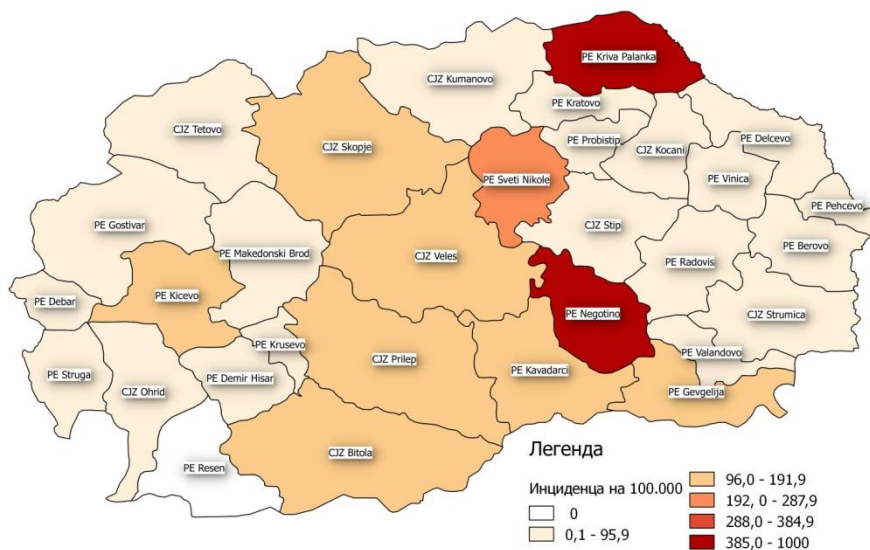 PE Kriva Palanka
CJZ Kumanovo
PE Kratovo
CJZ Tetovo
CJZ Skopje
PE Probistip
CJZ Kocani
PE Delcevo
PE Sveti Nikole
PE Vinica
PE Pehcevo
PE Gostivar
CJZ Stip
PE Makedonski Brod
CJZ Veles
PE Berovo
PE Radovis
PE Debar
PE Kicevo
PE Negotino
CJZ Strumica
PE Krusevo
PE Valandovo
CJZ Prilep
PE Struga
PE Demir Hisar
PE Kavadarci
CJZ Ohrid
PE Gevgelija
CJZ Bitola
PE Resen
Легенда
Инциденца на 100.000
0
0,1 - 95,9
96,0 - 191,9
192, 0 - 287,9
288,0 - 384,9
385,0 - 1000